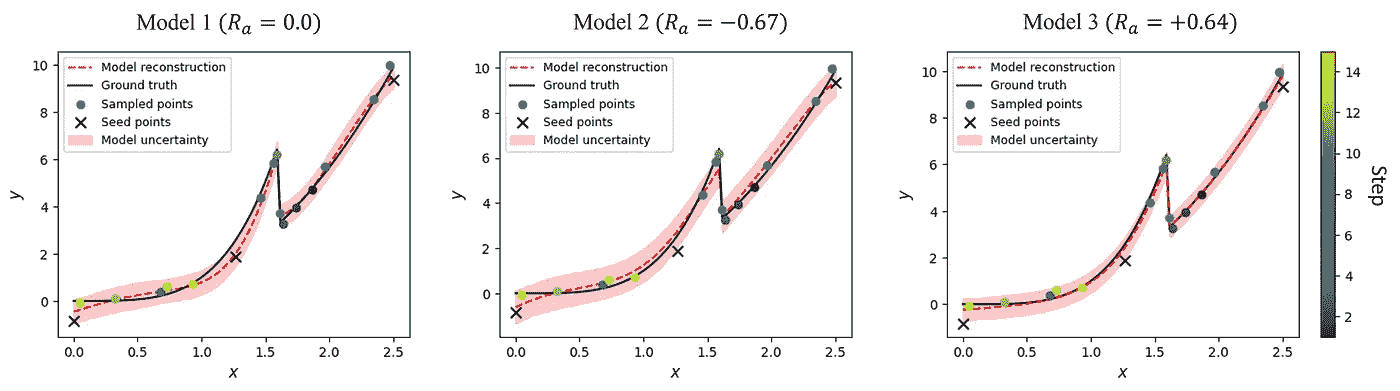 Model 1 (Rₐ = 0.0)
Model reconstruction
Ground truth
Sampled points
Seed points
Model uncertainty
10
8
6
4
2
0
y
0.0 0.5 1.0 1.5 2.0 2.5
x
Model 2 (Rₐ = −0.67)
Model reconstruction
Ground truth
Sampled points
Seed points
Model uncertainty
10
8
6
4
2
0
y
0.0 0.5 1.0 1.5 2.0 2.5
x
Model 3 (Rₐ = +0.64)
Model reconstruction
Ground truth
Sampled points
Seed points
Model uncertainty
10
8
6
4
2
0
y
0.0 0.5 1.0 1.5 2.0 2.5
x
14
12
10
8
6
4
2
Step